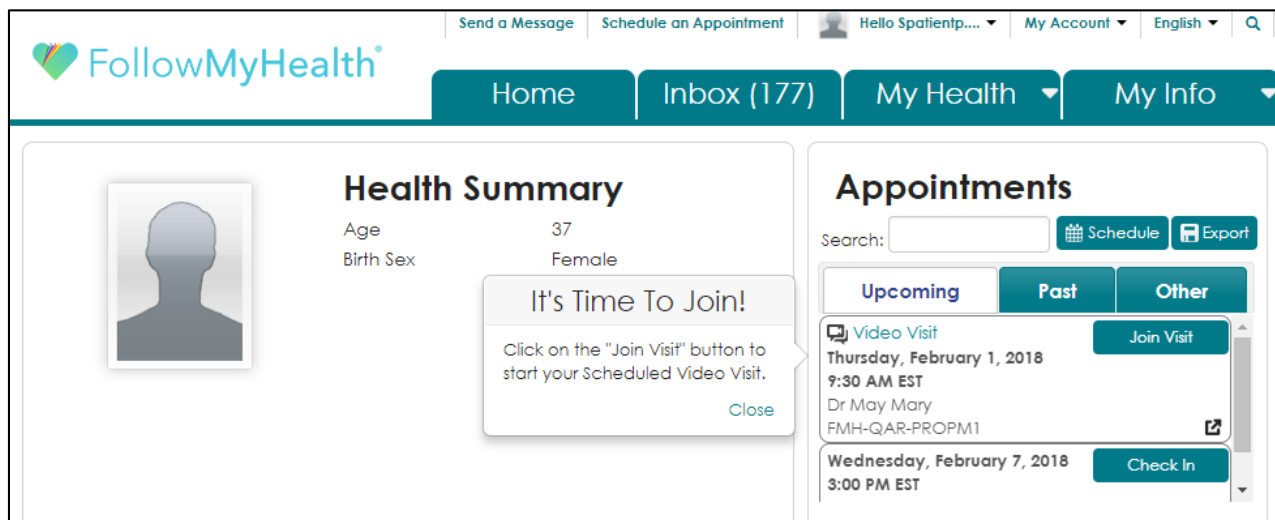 Send a Message Schedule an Appointment Hello Spatientp.... My Account English
FollowMyHealth®
Home Inbox (177) My Health My Info
Health Summary
Age 37
Birth Sex Female
It's Time To Join!
Click on the "Join Visit" button to
start your Scheduled Video Visit.
Close
Appointments
Search: Schedule Export
Upcoming Past Other
Video Visit Join Visit
Thursday, February 1, 2018
9:30 AM EST
Dr May Mary
FMH-QAR-PROPM1
Wednesday, February 7, 2018 Check In
3:00 PM EST